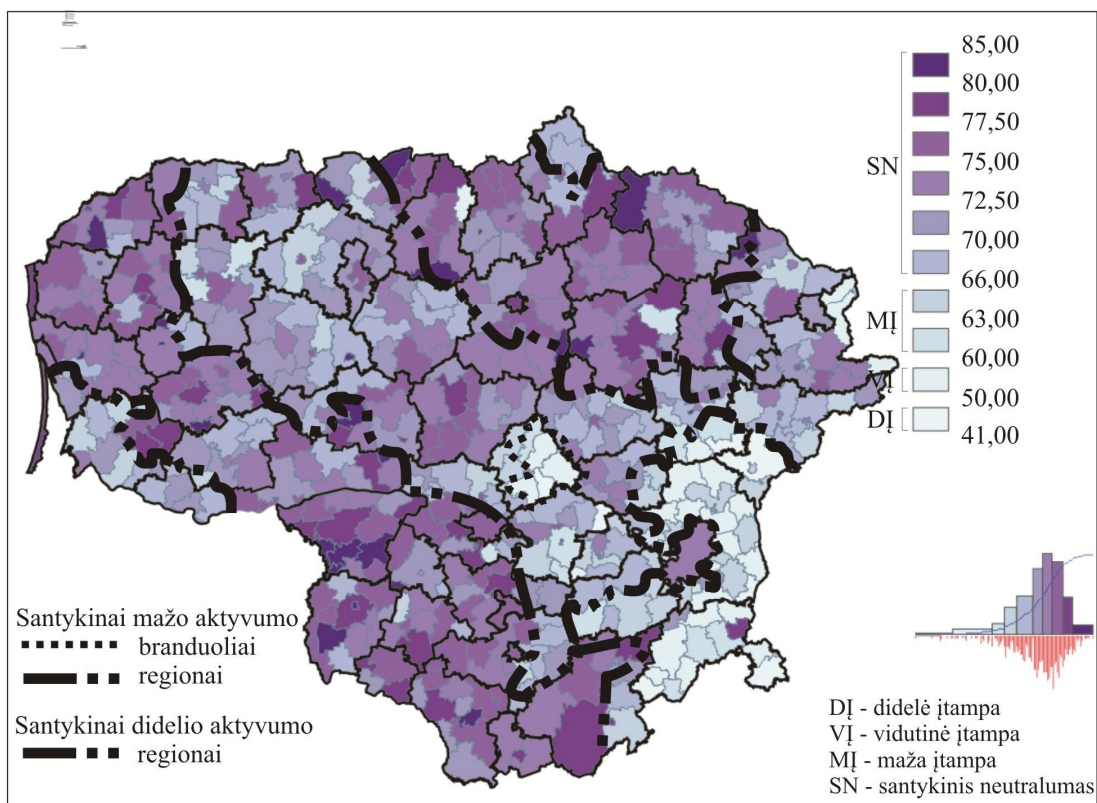 85,00
80,00
77,50
SN
75,00
72,50
70,00
66,00
MĮ
63,00
60,00
VĮ
50,00
DĮ
41,00
Santykinai mažo aktyvumo
branduoliai
regionai
Santykinai didelio aktyvumo
regionai
DĮ - didelė įtampa
VĮ - vidutinė įtampa
MĮ - maža įtampa
SN - santykinis neutralumas